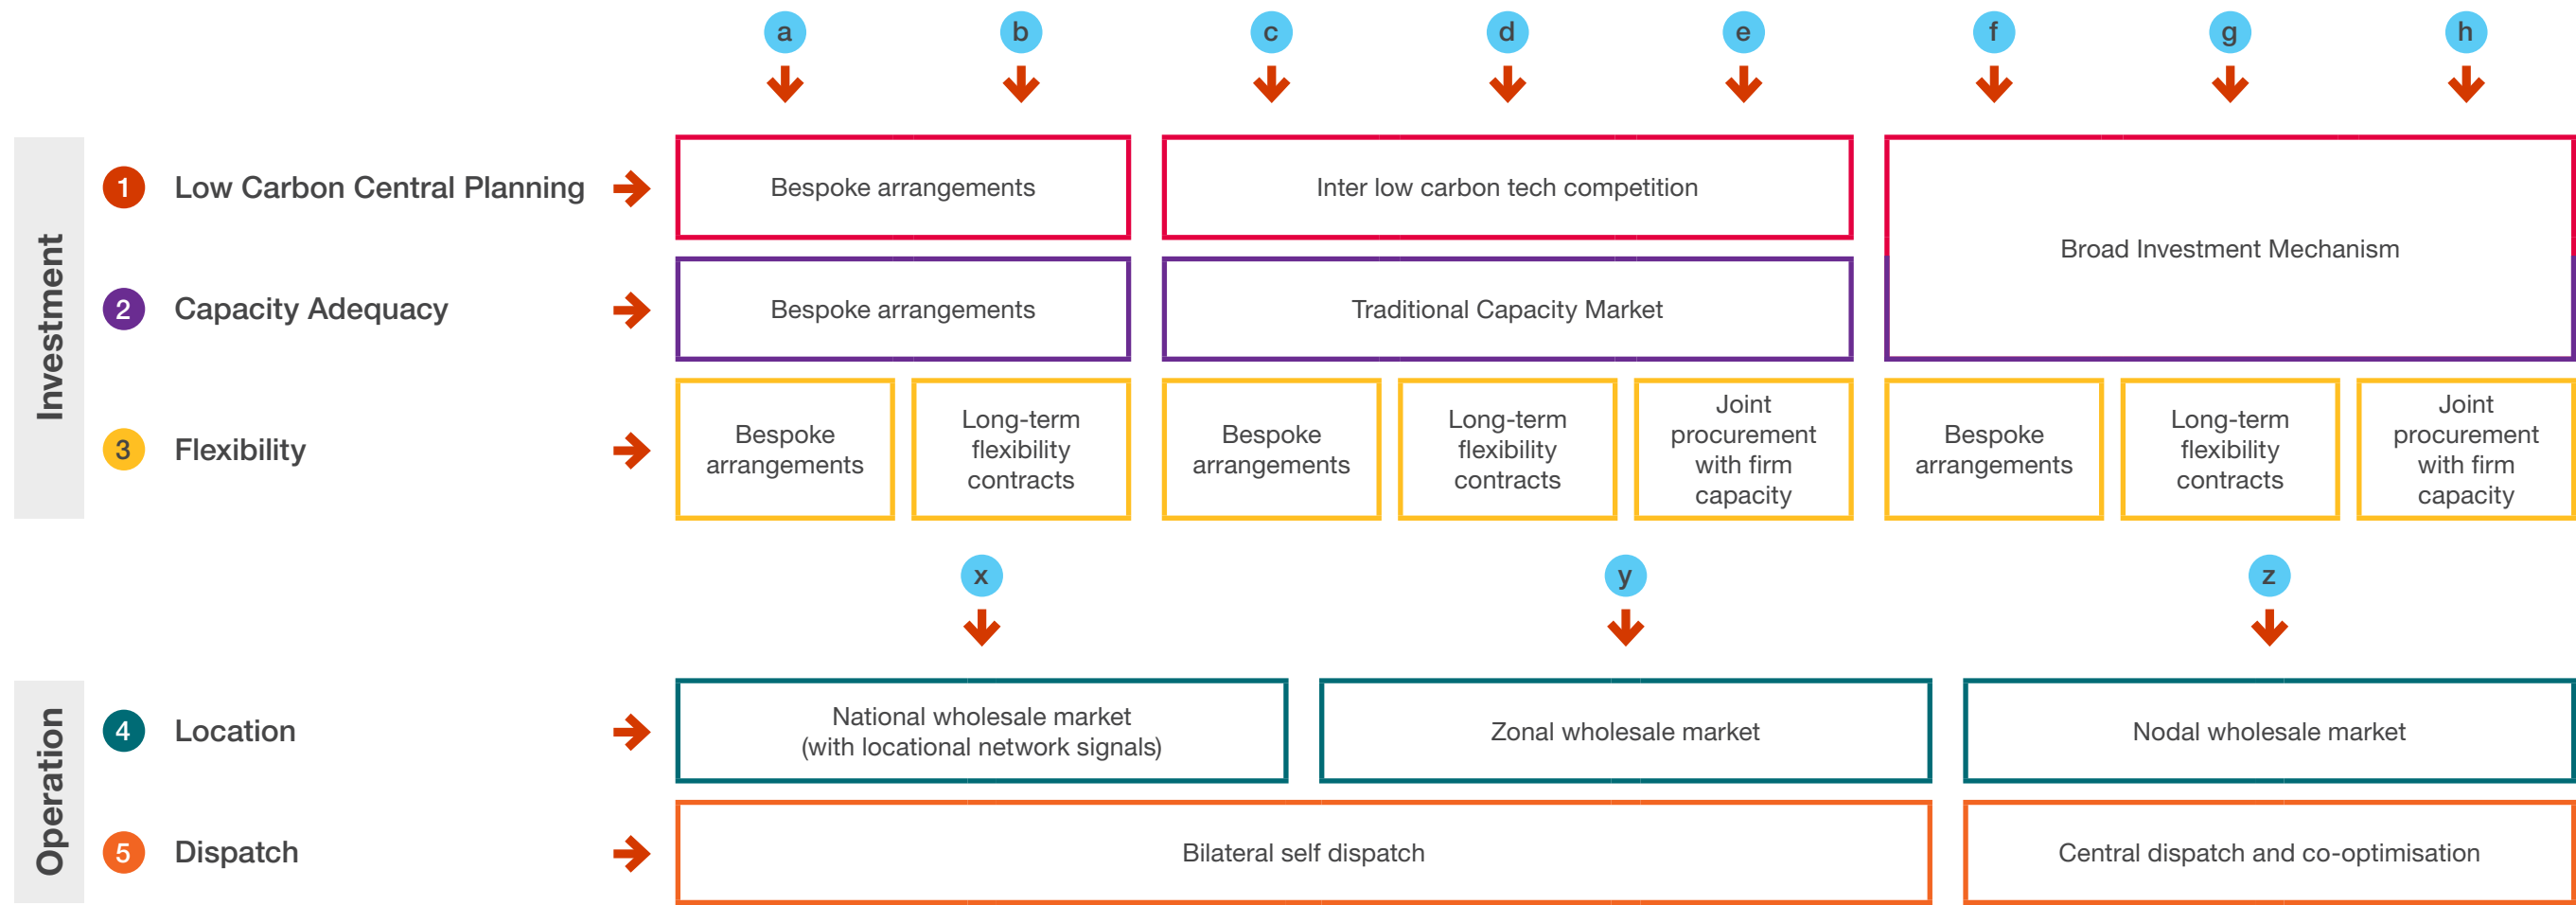 a
b
c
d
e
f
g
h
Investment
1
Low Carbon Central Planning
Bespoke arrangements
Inter low carbon tech competition
Broad Investment Mechanism
2
Capacity Adequacy
Bespoke arrangements
Traditional Capacity Market
3
Flexibility
Bespoke
arrangements
Long-term
flexibility
contracts
Bespoke
arrangements
Long-term
flexibility
contracts
Joint
procurement
with firm
capacity
Bespoke
arrangements
Long-term
flexibility
contracts
Joint
procurement
with firm
capacity
x
y
z
Operation
4
Location
National wholesale market
(with locational network signals)
Zonal wholesale market
Nodal wholesale market
5
Dispatch
Bilateral self dispatch
Central dispatch and co-optimisation